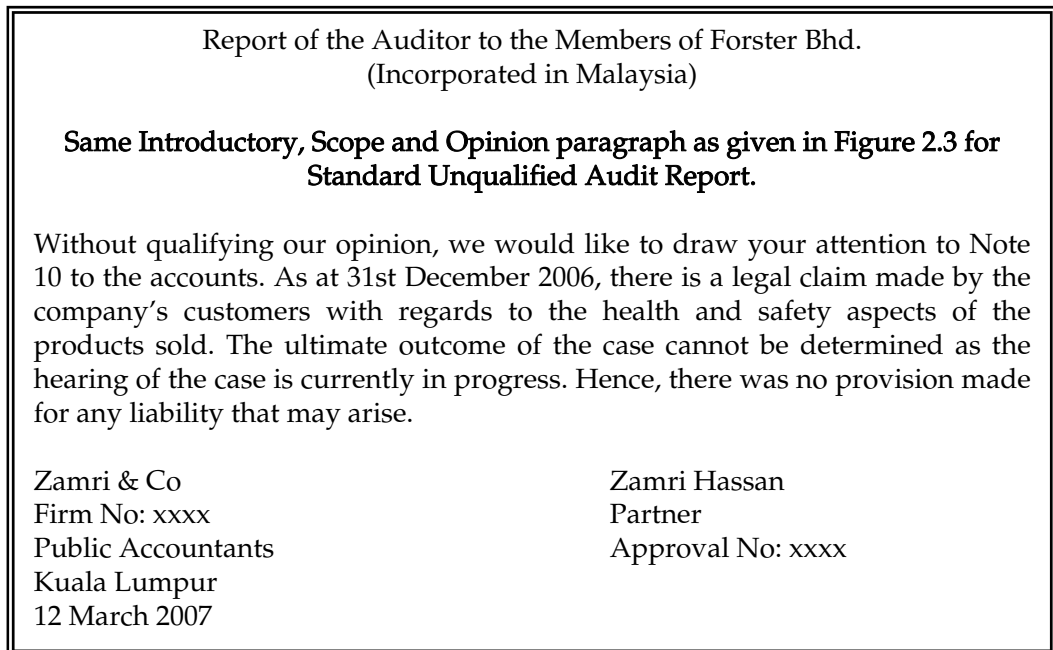 Report of the Auditor to the Members of Forster Bhd.
(Incorporated in Malaysia)
Same Introductory, Scope and Opinion paragraph as given in Figure 2.3 for
Standard Unqualified Audit Report.
Without qualifying our opinion, we would like to draw your attention to Note
10 to the accounts. As at 31st December 2006, there is a legal claim made by the
company's customers with regards to the health and safety aspects of the
products sold. The ultimate outcome of the case cannot be determined as the
hearing of the case is currently in progress. Hence, there was no provision made
for any liability that may arise.
Zamri & Co Zamri Hassan
Firm No: xxxx Partner
Public Accountants Approval No: xxxx
Kuala Lumpur
12 March 2007